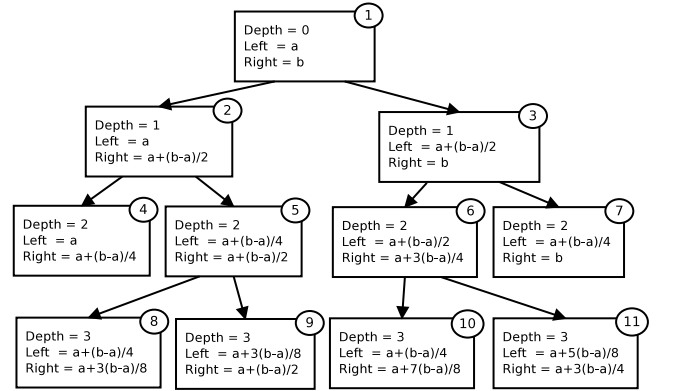 1
Depth = 0
Left = a
Right = b
2
Depth = 1
Left = a
Right = a+(b-a)/2
3
Depth = 1
Left = a+(b-a)/2
Right = b
4
Depth = 2
Left = a
Right = a+(b-a)/4
5
Depth = 2
Left = a+(b-a)/4
Right = a+(b-a)/2
6
Depth = 2
Left = a+(b-a)/2
Right = a+3(b-a)/4
7
Depth = 2
Left = a+(b-a)/4
Right = b
8
Depth = 3
Left = a+(b-a)/4
Right = a+3(b-a)/8
9
Depth = 3
Left = a+3(b-a)/8
Right = a+(b-a)/2
10
Depth = 3
Left = a+(b-a)/4
Right = a+7(b-a)/8
11
Depth = 3
Left = a+5(b-a)/8
Right = a+3(b-a)/4